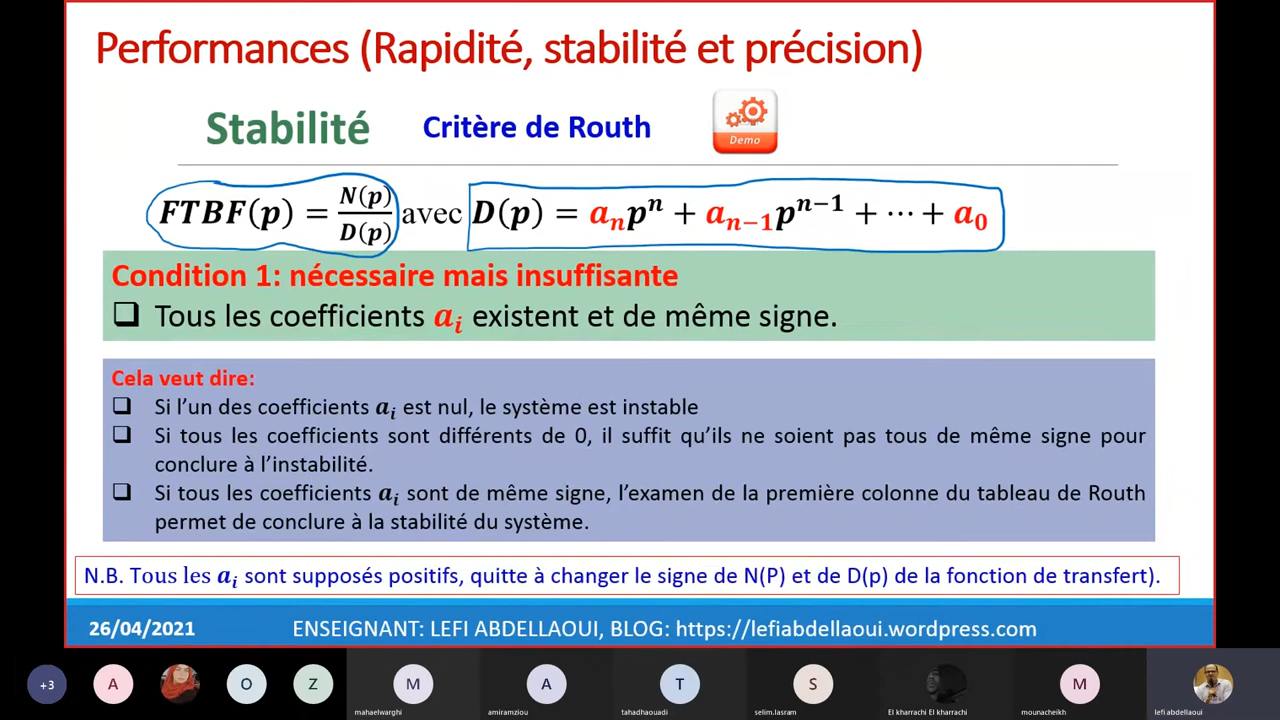 Performances (Rapidité, stabilité et précision)
Stabilité Critère de Routh Demo
FTBF(p) = N(p)/D(p) avec D(p) = aₙpⁿ + aₙ₋₁pⁿ⁻¹ + ⋯ + a₀
Condition 1: nécessaire mais insuffisante
❑ Tous les coefficients aᵢ existent et de même signe.
Cela veut dire:
❑ Si l’un des coefficients aᵢ est nul, le système est instable
❑ Si tous les coefficients sont différents de 0, il suffit qu’ils ne soient pas tous de même signe pour
conclure à l’instabilité.
❑ Si tous les coefficients aᵢ sont de même signe, l’examen de la première colonne du tableau de Routh
permet de conclure à la stabilité du système.
N.B. Tous les aᵢ sont supposés positifs, quitte à changer le signe de N(P) et de D(p) de la fonction de transfert).
26/04/2021 ENSEIGNANT: LEFI ABDELLAOUI, BLOG: https://lefiabdellaoui.wordpress.com
+3 A O Z M A T S M
mahaelwarghi amiramziou tahadhaouadi selim.lasram El kharrachi El kharrachi mounacheikh lefi abdellaoui